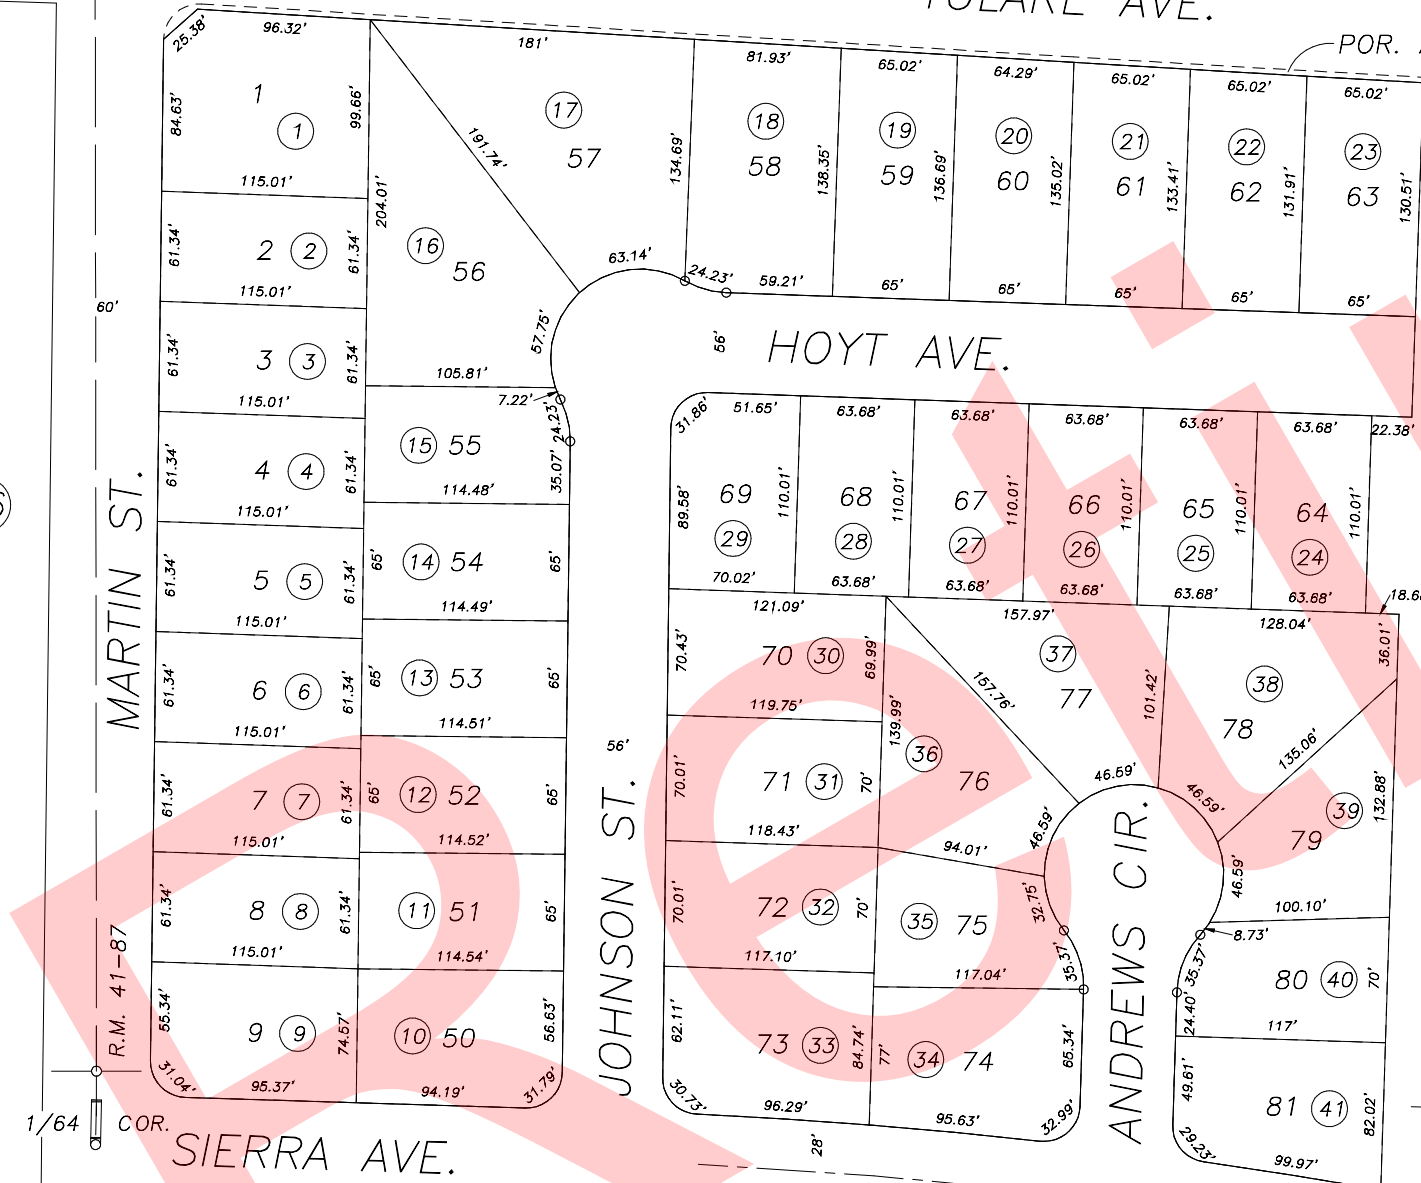 AVE.
POR.
25.38' 96.32' 181' 81.93' 65.02' 64.29' 65.02' 65.02' 65.02'
84.63' 1 1 99.66' 191.74' 17 57 134.69' 18 58 138.35' 19 59 136.69' 20 60 135.02' 21 61 133.41' 22 62 131.91' 23 63 130.51'
115.01' 204.01'
61.34' 2 2 61.34' 16 56 63.14' 24.23' 59.21' 65' 65' 65' 65' 65'
115.01'
60' 57.75' 56' HOYT AVE.
61.34' 3 3 61.34' 105.81'
115.01' 7.22' 24.23' 31.86' 51.65' 63.68' 63.68' 63.68' 63.68' 63.68' 22.38'
61.34' 4 4 61.34' 15 55 35.07'
115.01' 114.48'
89.58' 69 29 110.01' 68 28 110.01' 67 27 110.01' 66 26 110.01' 65 25 110.01' 64 24 110.01'
MARTIN ST.
61.34' 5 5 61.34' 65' 14 54 65'
115.01' 114.49'
70.02' 63.68' 63.68' 63.68' 63.68' 63.68'
121.09' 157.97' 128.04' 36.01'
61.34' 6 6 61.34' 65' 13 53 65'
115.01' 114.51'
70.43' 70 30 69.99' 157.76' 37 77 101.42' 38 78 135.06'
119.75' 139.99'
56' 36 76 46.59' 46.59' 46.59'
61.34' 7 7 61.34' 65' 12 52 65'
115.01' 114.52'
70.01' 71 31 70' 39 79 132.88'
118.43' 94.01' 46.59' 100.10'
JOHNSON ST.
ANDREWS CIR.
61.34' 8 8 61.34' 11 51 65'
115.01' 114.54'
70.01' 72 32 70' 35 75 32.75' 8.73'
117.10' 117.04' 35.37' 35.37' 80 40 70'
24.40' 117'
R.M. 41-87
55.34' 9 9 74.57' 10 50 56.63'
31.04' 95.37' 94.19' 31.79'
62.11' 73 33 84.74' 77' 34 74 65.34'
30.73' 96.29' 95.63' 32.99'
49.61' 81 41 82.02'
29.23' 99.97'
1/64 COR.
SIERRA AVE.
28'